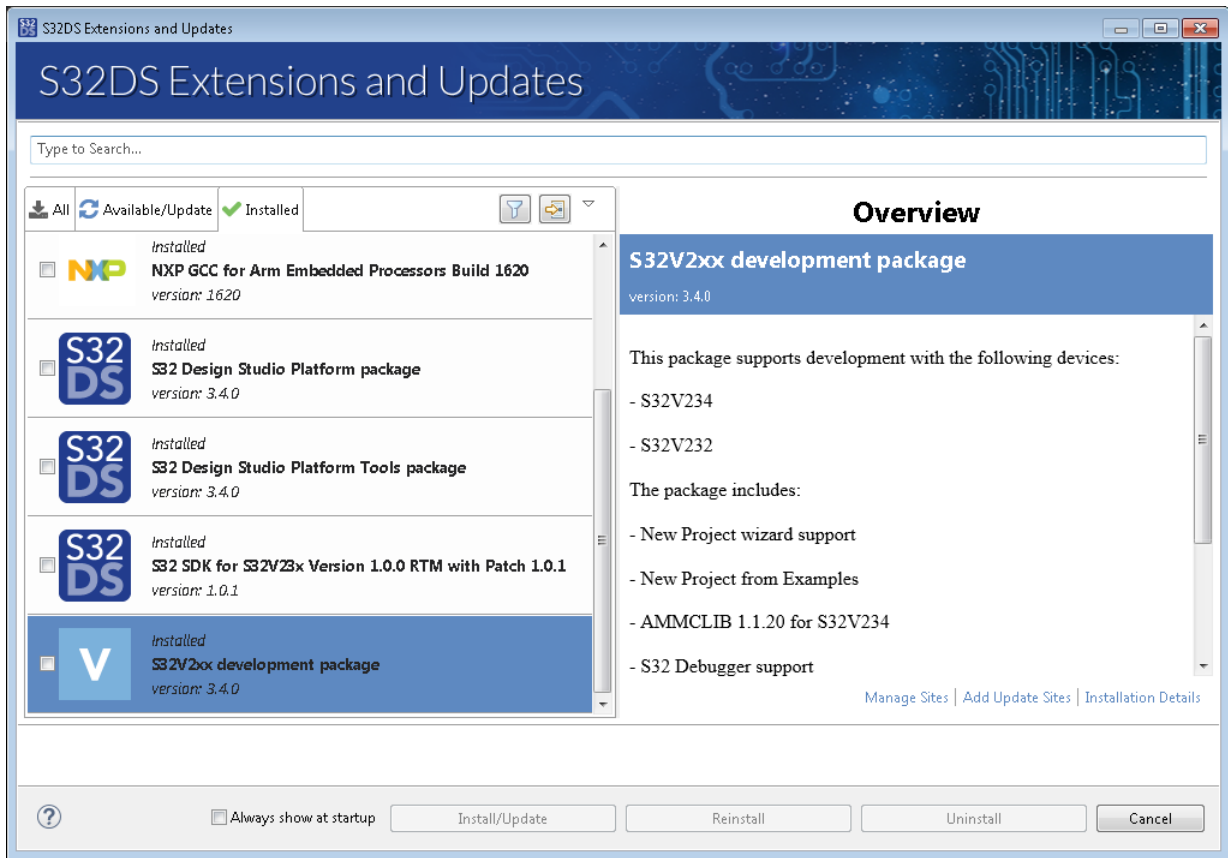 S32DS Extensions and Updates
S32DS Extensions and Updates
Type to Search...
All Available/Update Installed
Installed
NXP GCC for Arm Embedded Processors Build 1620
version: 1620
Installed
S32 Design Studio Platform package
version: 3.4.0
Installed
S32 Design Studio Platform Tools package
version: 3.4.0
Installed
S32 SDK for S32V23x Version 1.0.0 RTM with Patch 1.0.1
version: 1.0.1
Installed
S32V2xx development package
version: 3.4.0
NXP
S32
DS
S32
DS
S32
DS
V
Overview
S32V2xx development package
version: 3.4.0
This package supports development with the following devices:
- S32V234
- S32V232
The package includes:
- New Project wizard support
- New Project from Examples
- AMMCLIB 1.1.20 for S32V234
- S32 Debugger support
Manage Sites | Add Update Sites | Installation Details
Always show at startup Install/Update Reinstall Uninstall Cancel